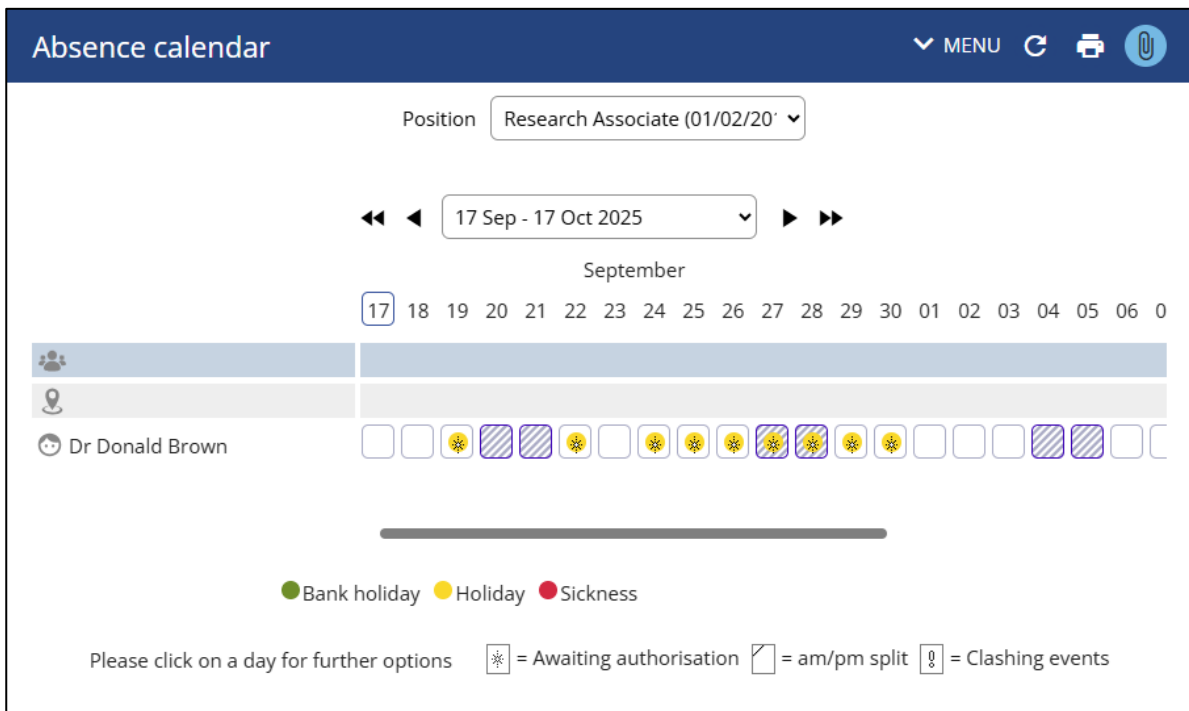 Absence calendar MENU
Position Research Associate (01/02/201
17 Sep - 17 Oct 2025
September
17 18 19 20 21 22 23 24 25 26 27 28 29 30 01 02 03 04 05 06 0
Dr Donald Brown
Bank holiday Holiday Sickness
Please click on a day for further options = Awaiting authorisation = am/pm split = Clashing events